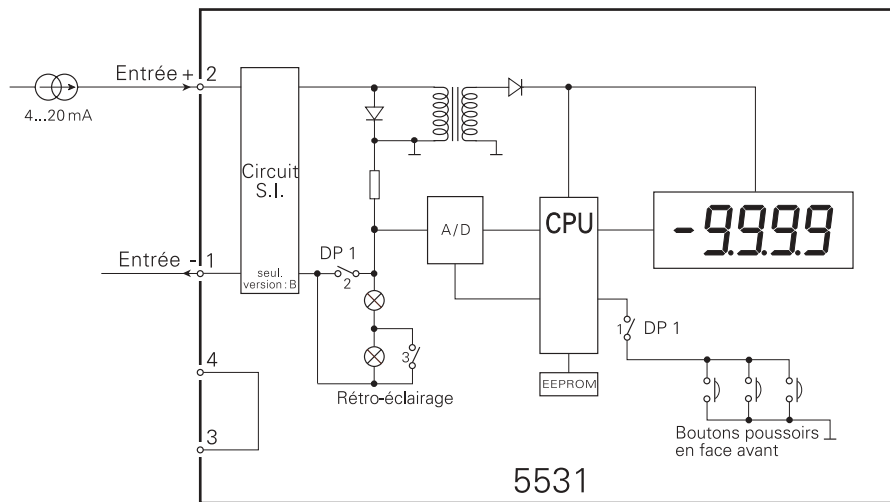 Entrée + 2
4...20 mA
Circuit
S.I.
seul.
version : B
Entrée - 1
DP 1
2
3
Rétro-éclairage
4
3
A/D
CPU
EEPROM
-9.9.9.9
1
DP 1
Boutons poussoirs
en face avant
5531